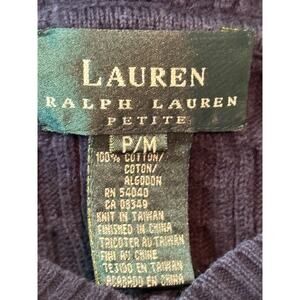 LAUREN
RALPH LAUREN
PETITE
P/M
100% COTTON/
COTON/
ALGODON
RN 54040
CA 08349
KNIT IN TAIWAN
FINISHED IN CHINA
TRICOTER AU TAIWAN
FINI AU CHINE
TEJIDO EN TAIWAN
ACABADO EN CHINA